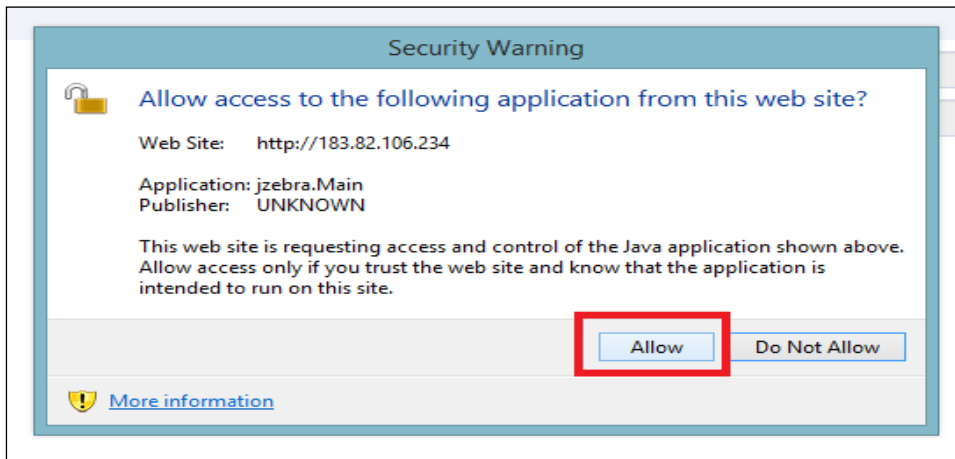 Security Warning
Allow access to the following application from this web site?
Web Site: http://183.82.106.234
Application: jzebra.Main
Publisher: UNKNOWN
This web site is requesting access and control of the Java application shown above.
Allow access only if you trust the web site and know that the application is
intended to run on this site.
Allow Do Not Allow
More information